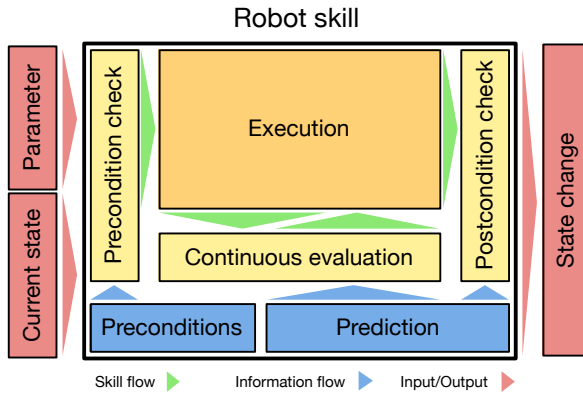 Robot skill
Parameter
Current state
Precondition check
Execution
Continuous evaluation
Postcondition check
State change
Preconditions
Prediction
Skill flow
Information flow
Input/Output